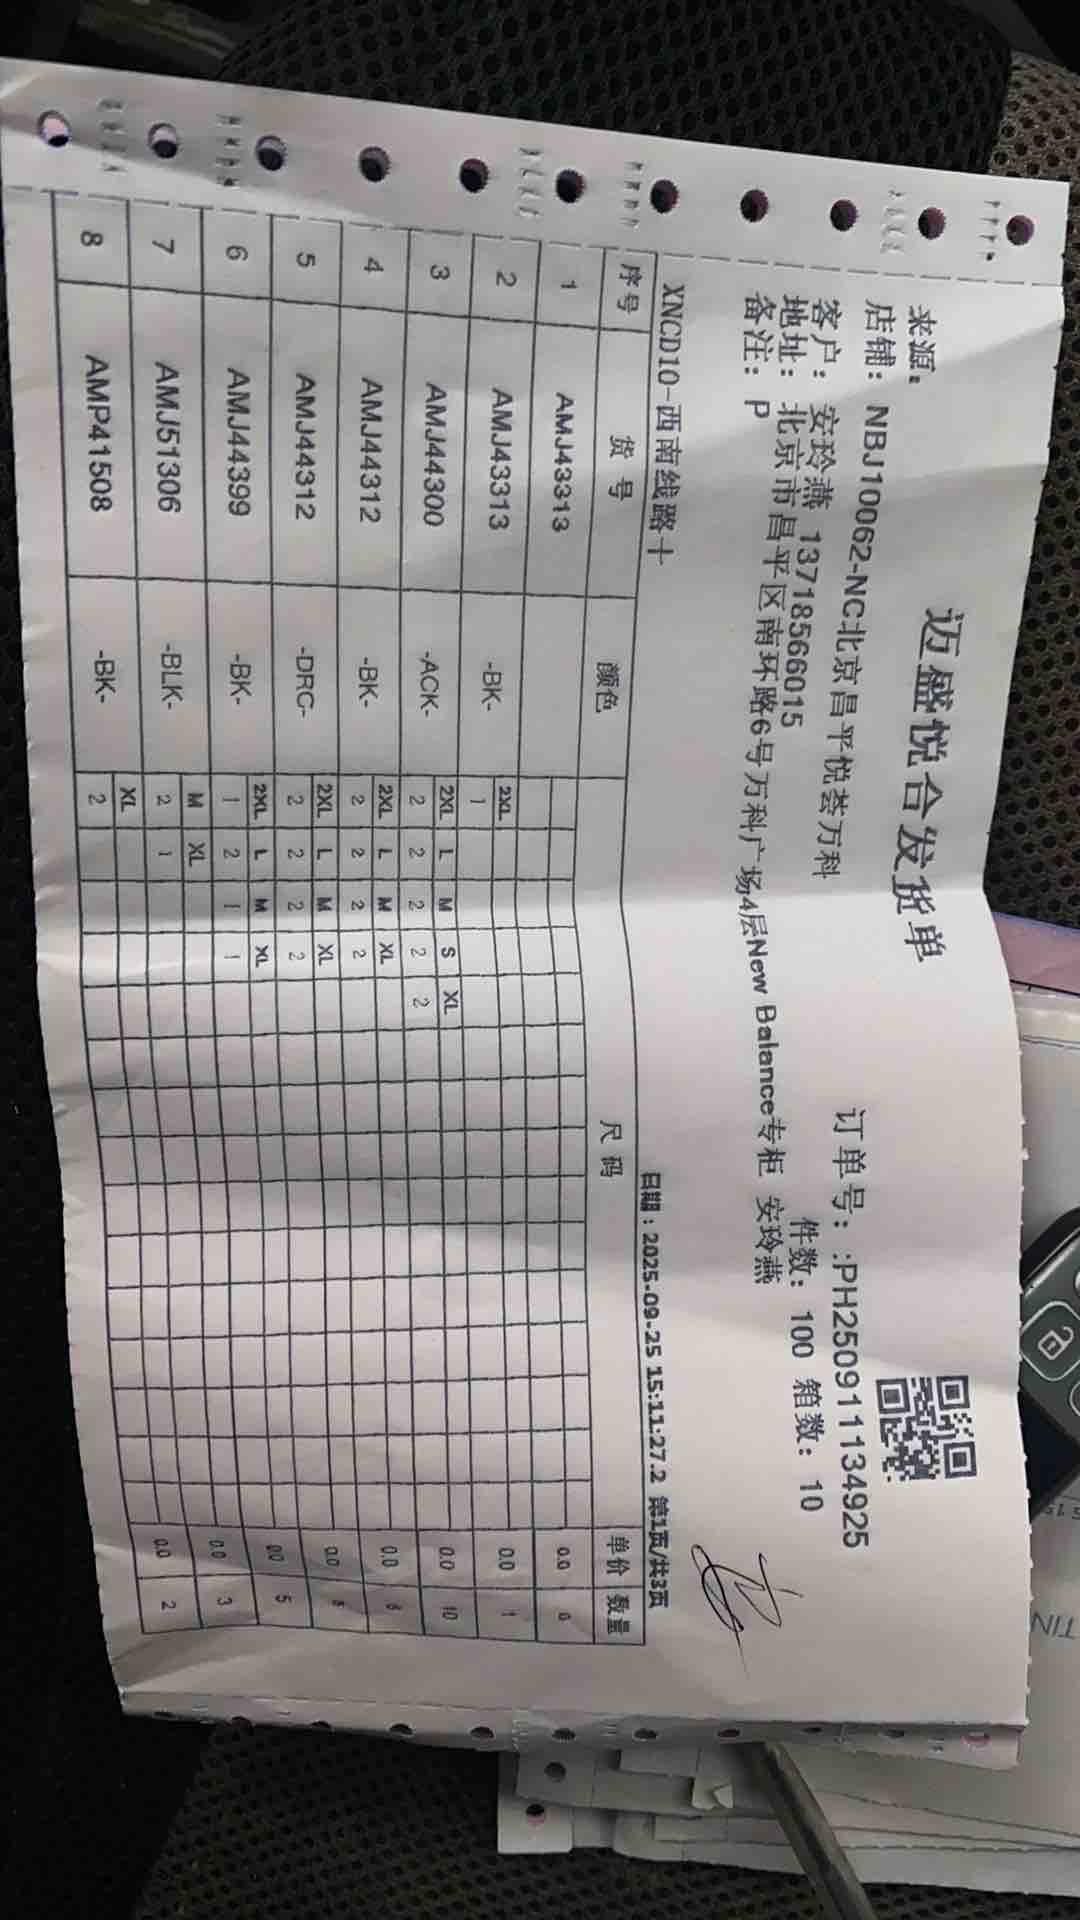 迈盛悦合发货单
来源:
店铺: NBJ10062-NC北京昌平悦荟万科 订单号: :PH2509111134925
客户: 安玲燕 13718566015 件数: 100 箱数: 10
地址: 北京市昌平区南环路6号万科广场4层New Balance专柜 安玲燕
备注: P
XNCD10-西南线路十 日期: 2025-09-25 15:11:27.2 第1页/共3页
序号 货号 颜色 尺码 单价 数量
1 AMJ43313 0.0 0
2 AMJ43313 -BK- 2XL 0.0 1
1
3 AMJ44300 -ACK- 2XL L M S XL 0.0 10
2 2 2 2 2
4 AMJ44312 -BK- 2XL L M XL 0.0 8
2 2 2 2
5 AMJ44312 -DRC- 2XL L M XL 0.0
2 2 2 2
6 AMJ44399 -BK- 2XL L M XL 0.0 5
1 2 1 1
7 AMJ51306 -BLK- M XL 0.0 3
2 1
8 AMP41508 -BK- XL 0.0 2
2
TIN